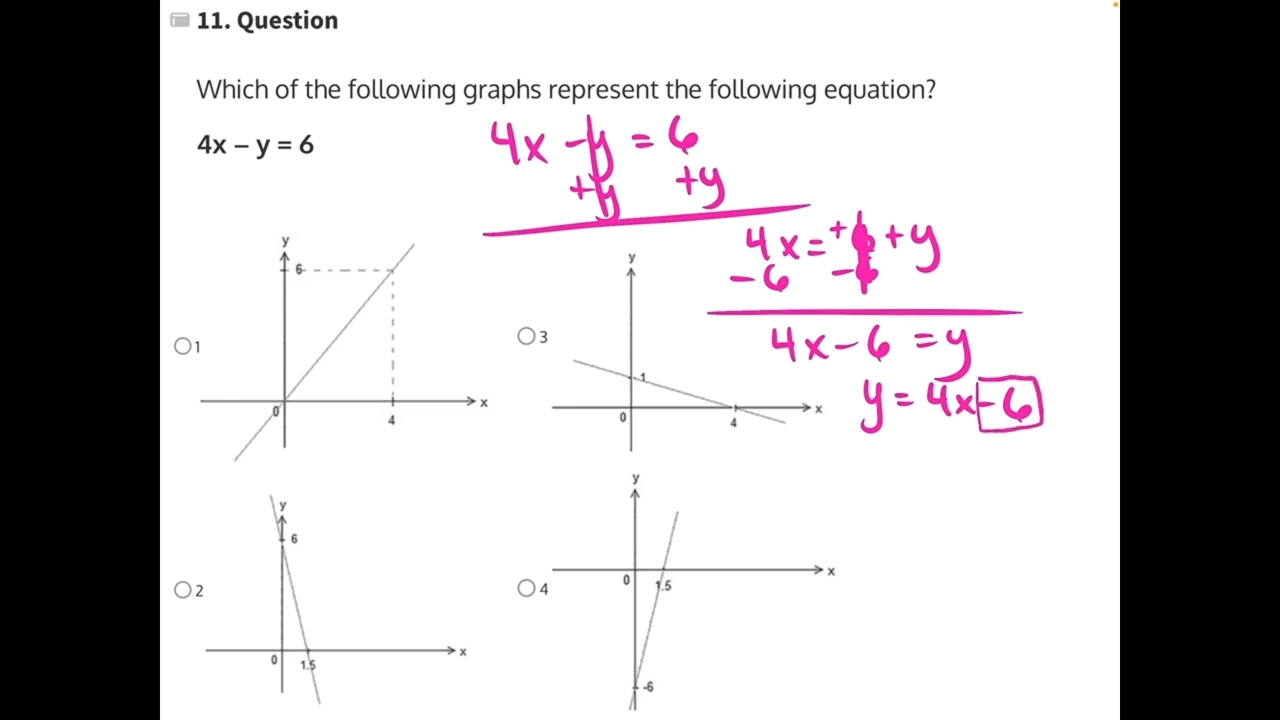 11. Question
Which of the following graphs represent the following equation?
4x – y = 6
4x - y = 6
+y +y
4x = +6 + y
-6 -6
4x - 6 = y
y = 4x - 6
y
6
1
0
x
4
y
3
1
0
x
4
y
6
2
0
x
1.5
y
4
0
x
1.5
-6